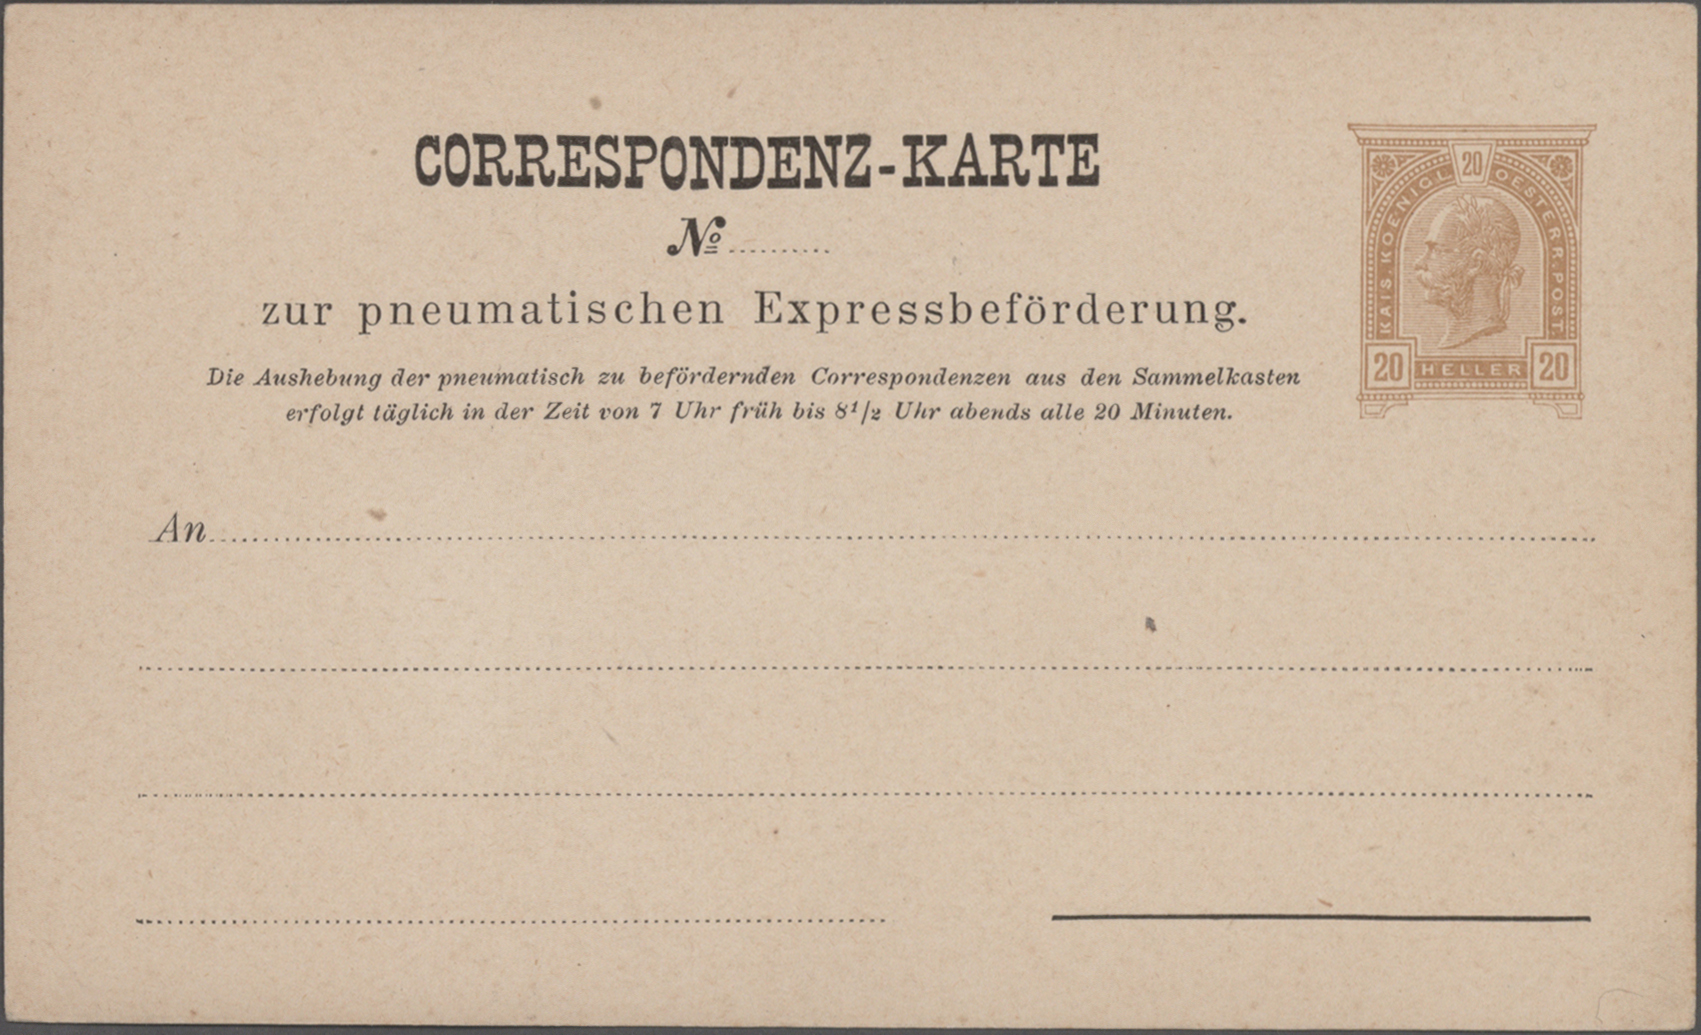 CORRESPONDENZ-KARTE
No
zur pneumatischen Expressbeförderung.
Die Aushebung der pneumatisch zu befördernden Correspondenzen aus den Sammelkasten
erfolgt täglich in der Zeit von 7 Uhr früh bis 8 1/2 Uhr abends alle 20 Minuten.
20
KAIS. KOENIGL. OESTERR. POST
20 HELLER 20
An